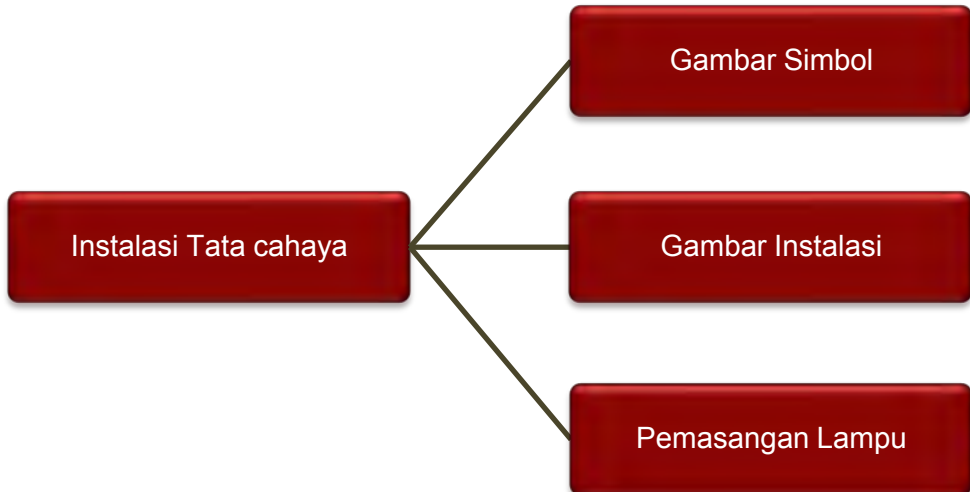 Gambar Simbol
Instalasi Tata cahaya
Gambar Instalasi
Pemasangan Lampu